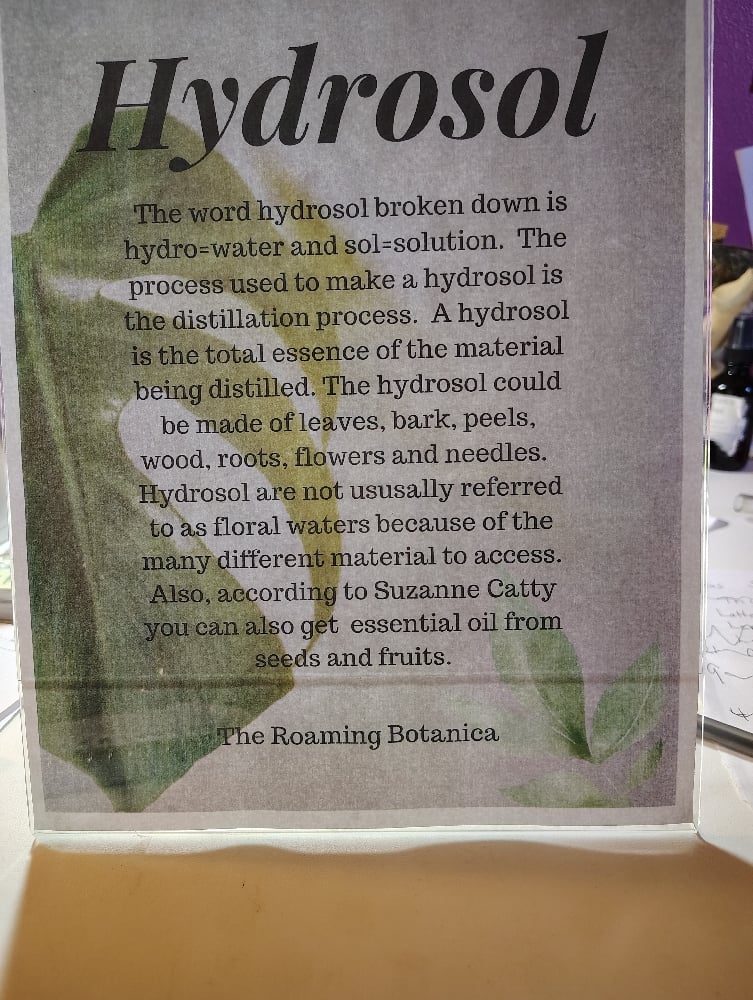 Hydrosol
The word hydrosol broken down is
hydro=water and sol=solution. The
process used to make a hydrosol is
the distillation process. A hydrosol
is the total essence of the material
being distilled. The hydrosol could
be made of leaves, bark, peels,
wood, roots, flowers and needles.
Hydrosol are not ususally referred
to as floral waters because of the
many different material to access.
Also, according to Suzanne Catty
you can also get essential oil from
seeds and fruits.
The Roaming Botanica